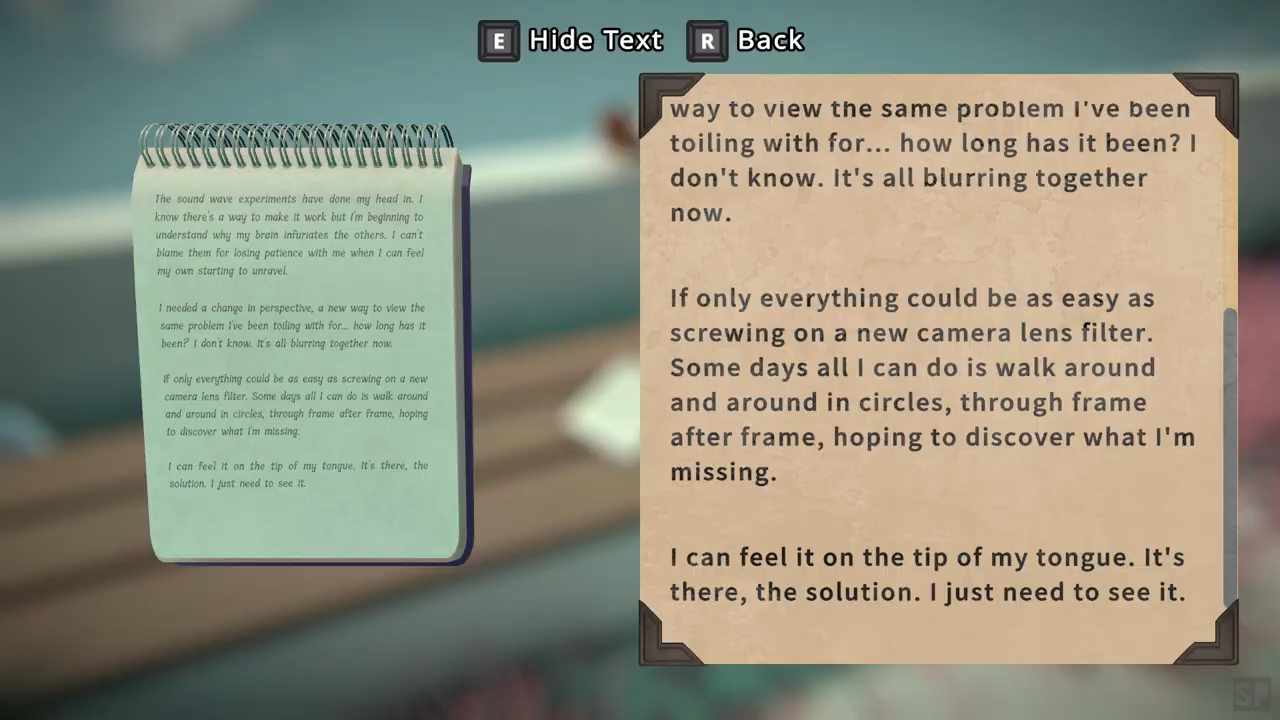 E Hide Text R Back
The sound wave experiments have done my head in. I
know there's a way to make it work but I'm beginning to
understand why my brain infuriates the others. I can't
blame them for losing patience with me when I can feel
my own starting to unravel.
I needed a change in perspective, a new way to view the
same problem I've been toiling with for... how long has it
been? I don't know. It's all blurring together now.
If only everything could be as easy as screwing on a new
camera lens filter. Some days all I can do is walk around
and around in circles, through frame after frame, hoping
to discover what I'm missing.
I can feel it on the tip of my tongue. It's there, the
solution. I just need to see it.
way to view the same problem I've been
toiling with for... how long has it been? I
don't know. It's all blurring together
now.
If only everything could be as easy as
screwing on a new camera lens filter.
Some days all I can do is walk around
and around in circles, through frame
after frame, hoping to discover what I'm
missing.
I can feel it on the tip of my tongue. It's
there, the solution. I just need to see it.
SP